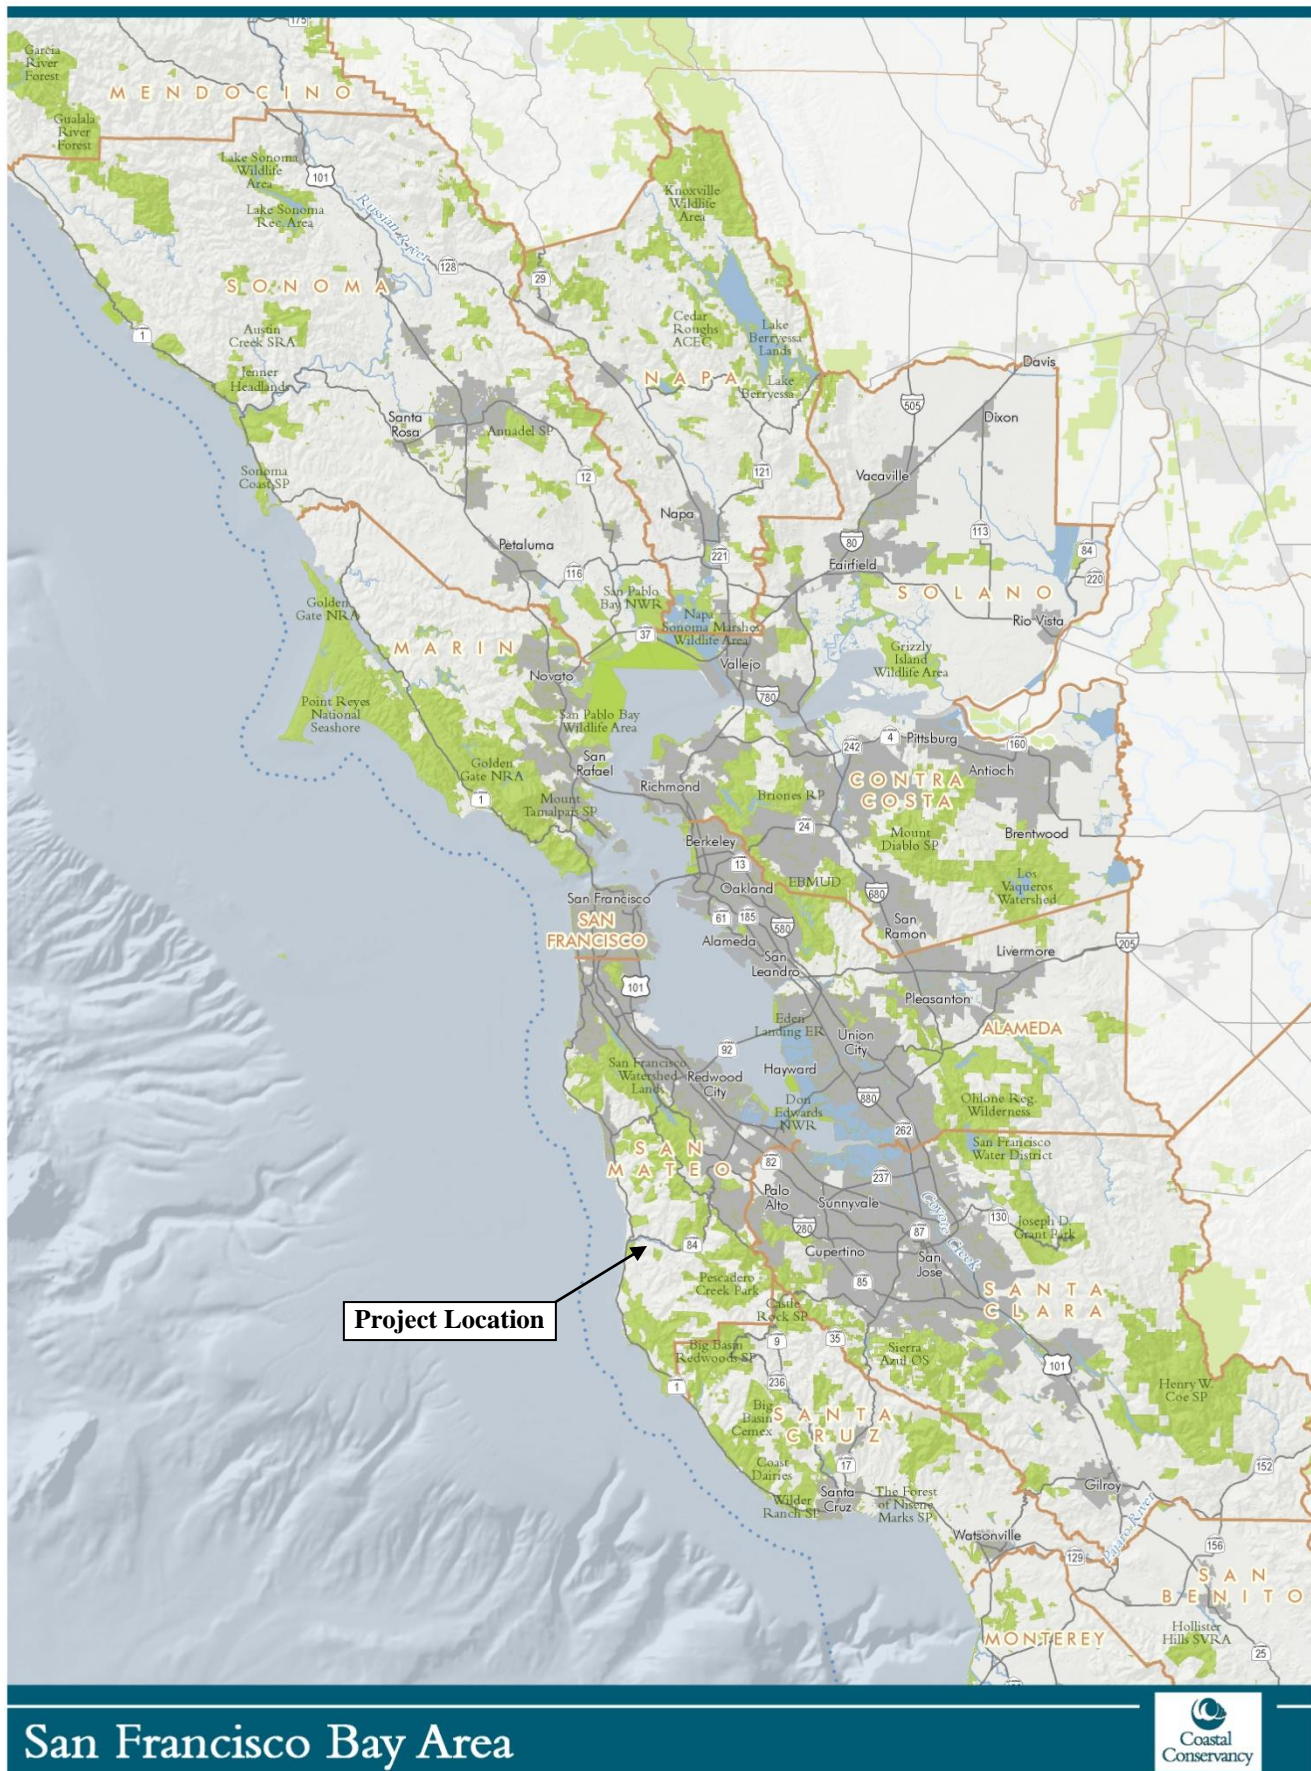 175
Garcia
River
Forest
MENDOCINO
Gualala
River
Forest
Lake Sonoma
Wildlife
Area
101
Lake Sonoma
Rec. Area
Russian River
128
Knoxville
Wildlife
Area
29
SONOMA
1
Austin
Creek SRA
Jenner
Headlands
Cedar
Roughs
ACEC
Lake
Berryessa
Lands
NAPA
Lake
Berryessa
Davis
505
Dixon
Santa
Rosa
Annadel SP
Sonoma
Coast SP
12
121
Vacaville
Napa
113
80
Fairfield
221
84
220
Petaluma
116
San Pablo
Bay NWR
SOLANO
Golden
Gate NRA
Napa
Sonoma Marshes
Wildlife Area
37
Rio Vista
MARIN
Grizzly
Island
Wildlife Area
Novato
Vallejo
780
Point Reyes
National
Seashore
San Pablo Bay
Wildlife Area
242
4
Pittsburg
160
San
Rafael
Golden
Gate NRA
Antioch
Richmond
CONTRA
COSTA
Briones RP
1
Mount
Tamalpais SP
24
Mount
Diablo SP
Brentwood
Berkeley
13
Los
Vaqueros
Watershed
Oakland
EBMUD
680
San Francisco
SAN
FRANCISCO
61
185
580
San
Ramon
Alameda
205
Livermore
San
Leandro
101
Pleasanton
Eden
Landing ER
Union
City
ALAMEDA
92
San Francisco
Watershed
Lands
Redwood
City
Hayward
880
Don
Edwards
NWR
Ohlone Reg.
Wilderness
262
San Francisco
Water District
SAN
MATEO
82
237
Palo
Alto
Sunnyvale
Coyote Creek
130
Joseph D.
Grant Park
280
87
84
Cupertino
San
Jose
Pescadero
Creek Park
85
SANTA
CLARA
Project Location
Castle
Rock SP
9
35
Big Basin
Redwoods SP
Sierra
Azul OS
101
1
236
Henry W.
Coe SP
Big
Basin
Cemex
SANTA
CRUZ
Coast
Dairies
17
152
Wilder
Ranch SP
Santa
Cruz
The Forest
of Nisene
Marks SP
Gilroy
Pajaro River
Watsonville
129
156
SAN
BENITO
MONTEREY
Hollister
Hills SVRA
25
San Francisco Bay Area
Coastal
Conservancy